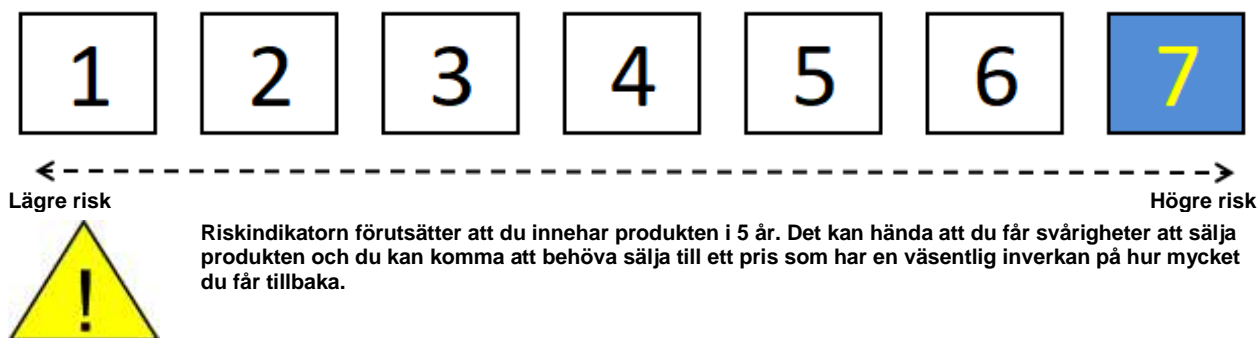 1 2 3 4 5 6 7
Lägre risk Högre risk
Riskindikatorn förutsätter att du innehar produkten i 5 år. Det kan hända att du får svårigheter att sälja
produkten och du kan komma att behöva sälja till ett pris som har en väsentlig inverkan på hur mycket
du får tillbaka.
!